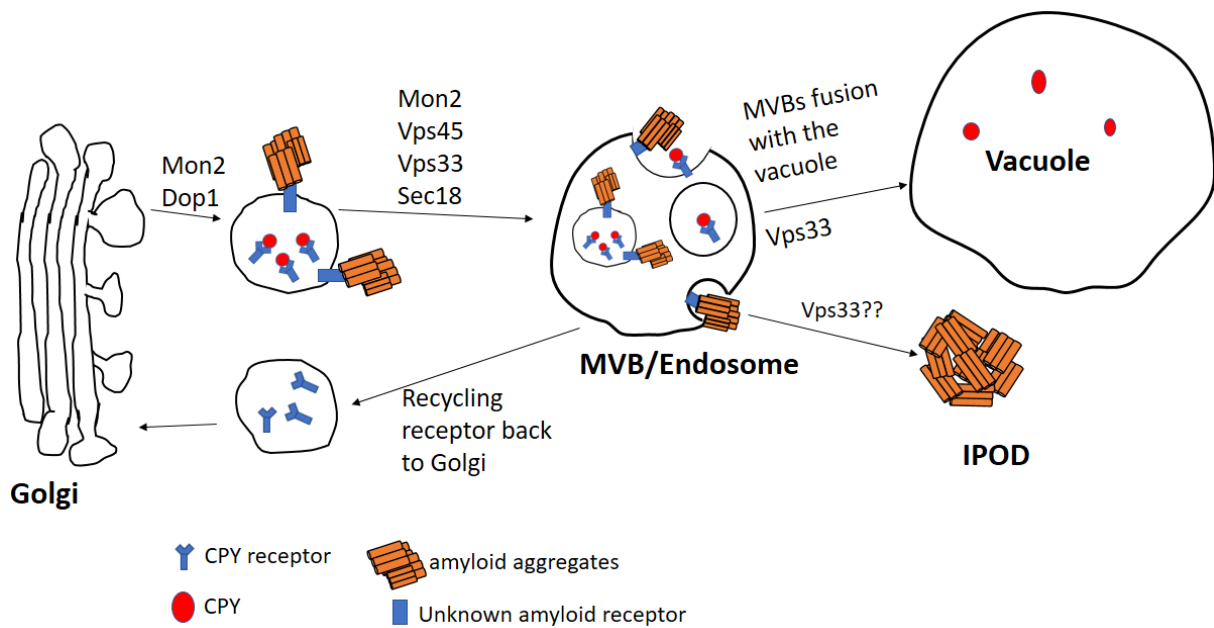 Mon2
Dop1
Mon2
Vps45
Vps33
Sec18
MVBs fusion
with the
vacuole
Vps33
Vacuole
MVB/Endosome
Vps33??
IPOD
Recycling
receptor back
to Golgi
Golgi
CPY receptor
amyloid aggregates
CPY
Unknown amyloid receptor